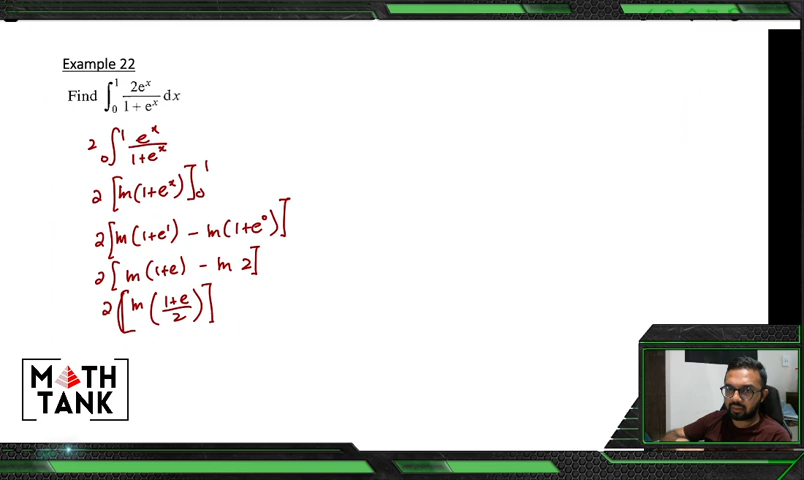 Example 22
Find ∫₀¹ 2eˣ/(1 + eˣ) dx
2 ₀∫¹ eˣ/(1+eˣ)
2 [ln(1+eˣ)]₀¹
2[ln(1+e¹) - ln(1+e⁰)]
2[ln(1+e) - ln 2]
2[ln((1+e)/2)]
MATH
TANK